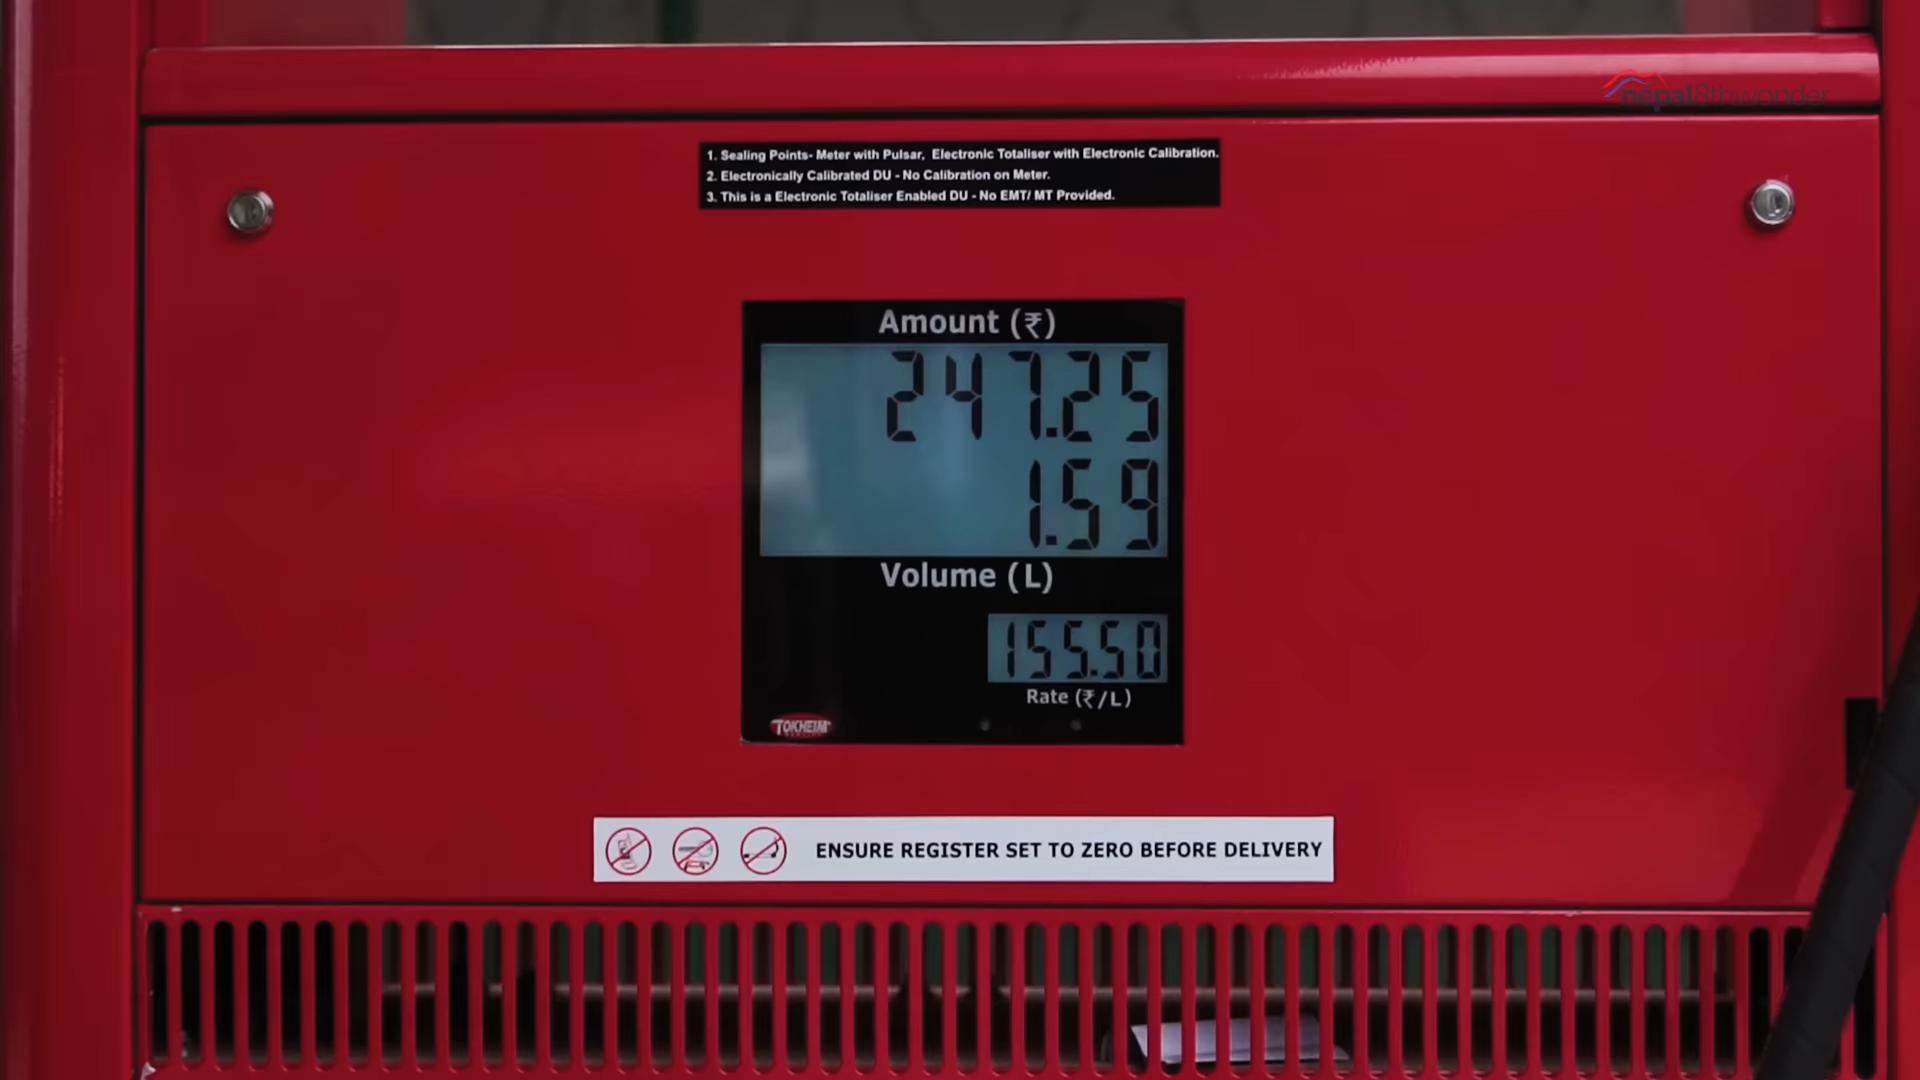 nepal8thwonder
1. Sealing Points- Meter with Pulsar, Electronic Totaliser with Electronic Calibration.
2. Electronically Calibrated DU - No Calibration on Meter.
3. This is a Electronic Totaliser Enabled DU - No EMT/ MT Provided.
Amount (₹)
247.25
1.59
Volume (L)
155.50
Rate (₹/L)
TOKHEIM
ENSURE REGISTER SET TO ZERO BEFORE DELIVERY